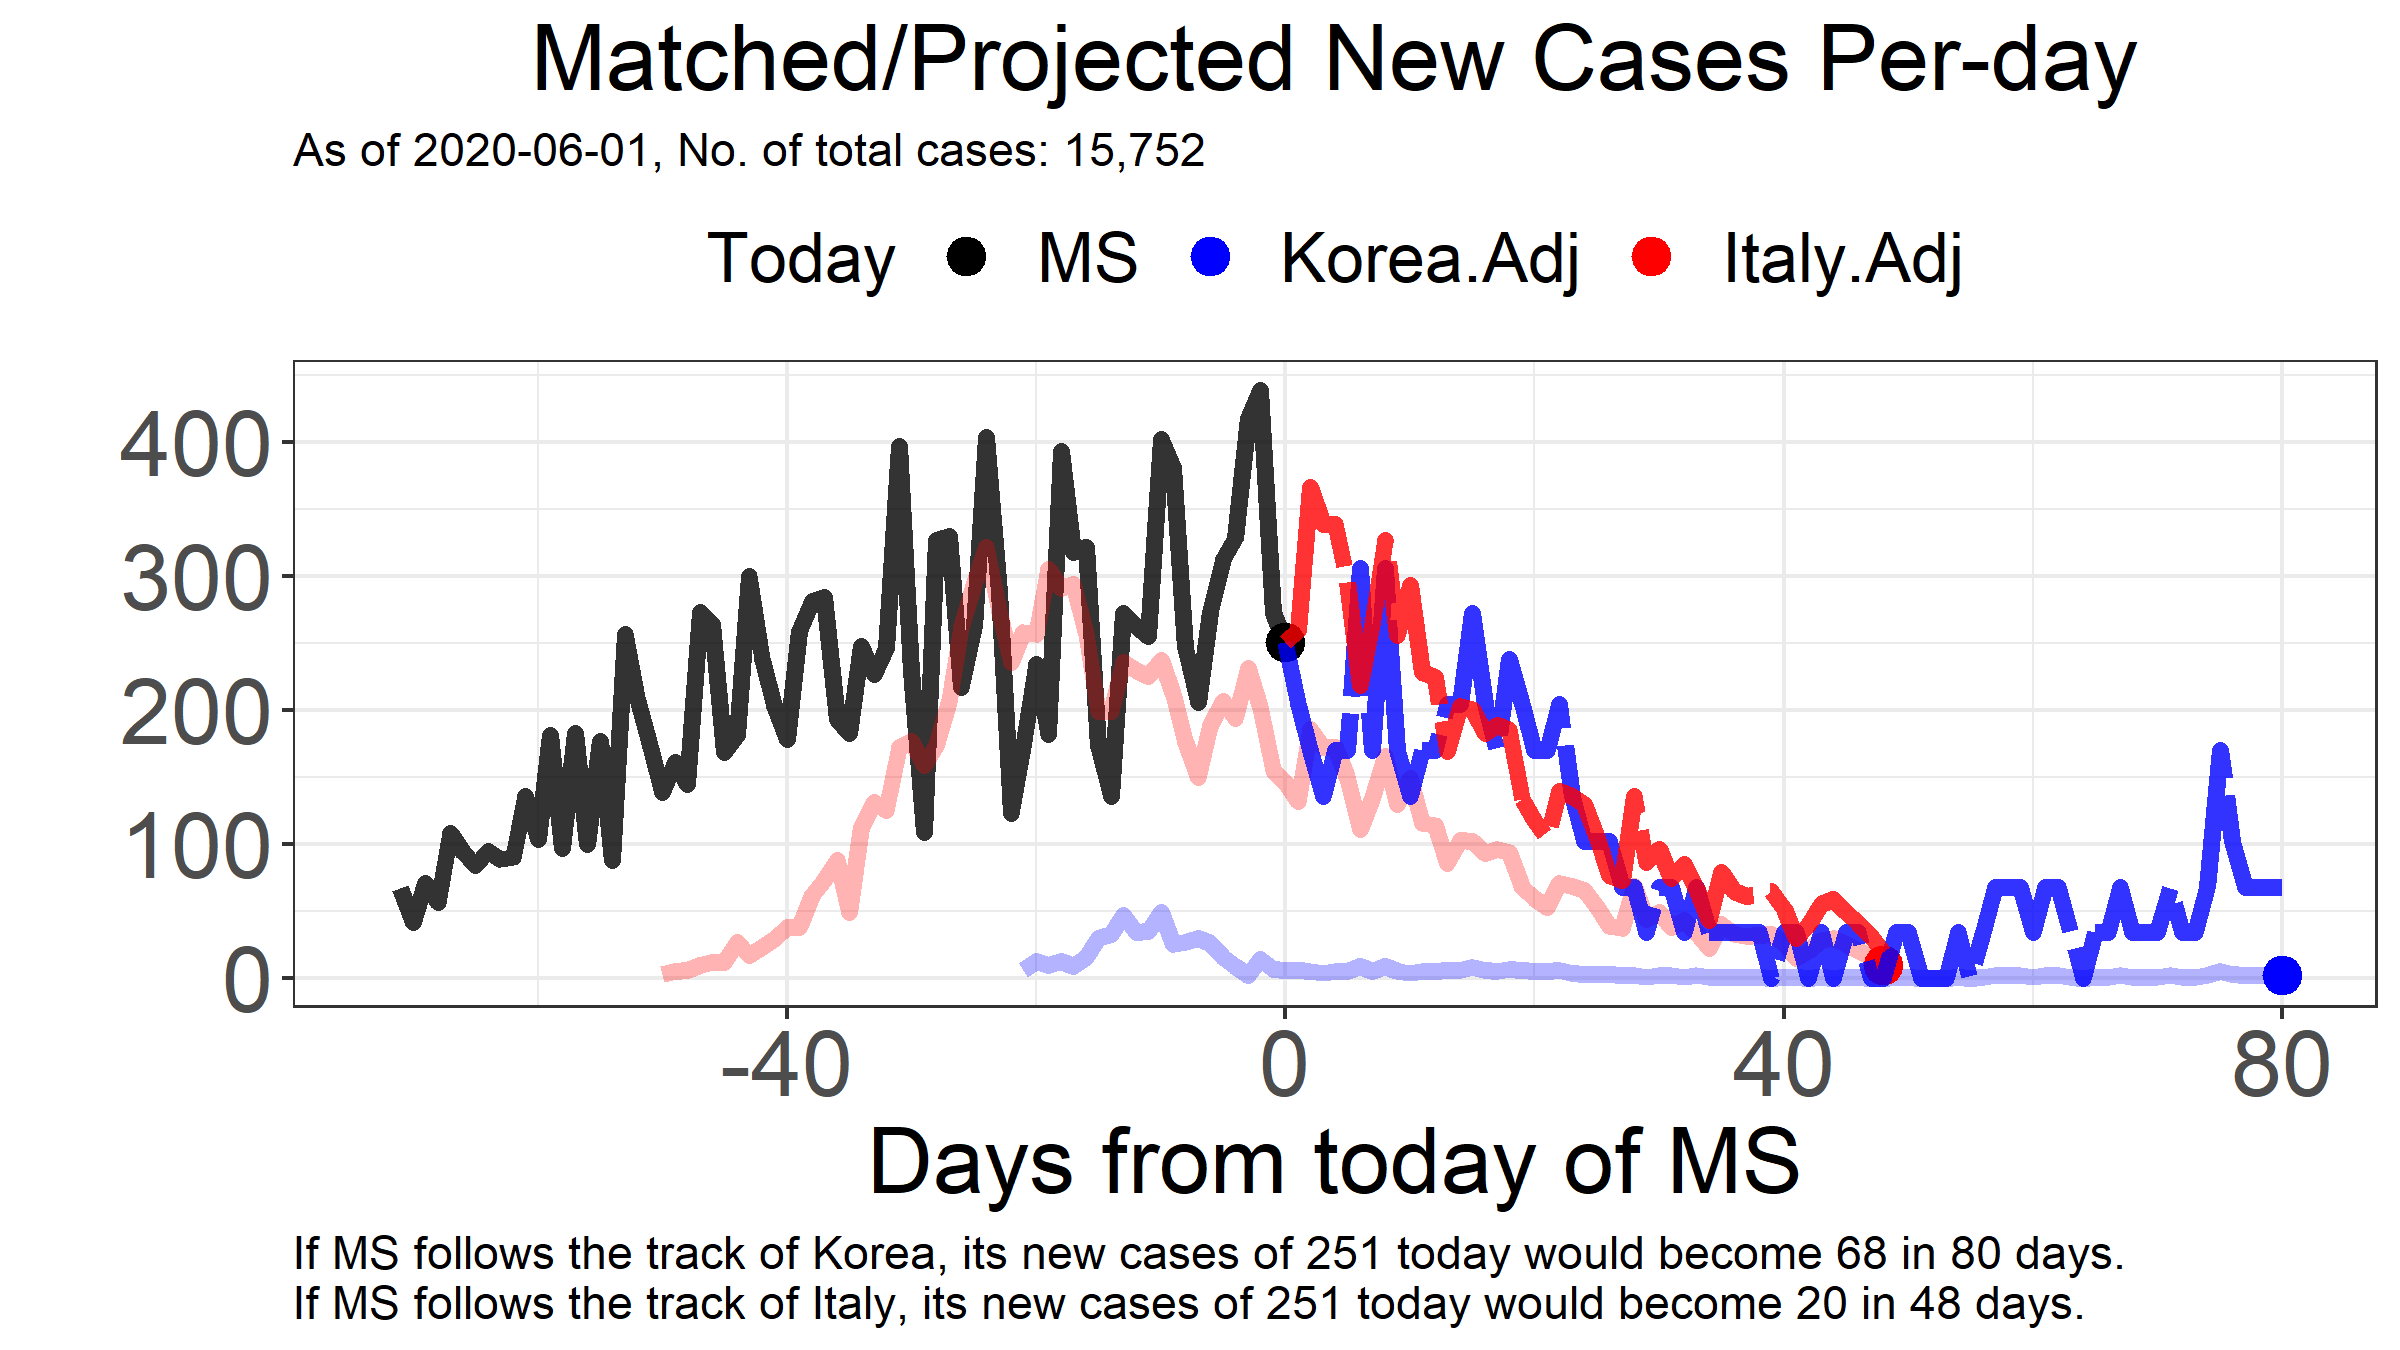 Matched/Projected New Cases Per-day
As of 2020-06-01, No. of total cases: 15,752
Today MS Korea.Adj Italy.Adj
400
300
200
100
0
-40 0 40 80
Days from today of MS
If MS follows the track of Korea, its new cases of 251 today would become 68 in 80 days.
If MS follows the track of Italy, its new cases of 251 today would become 20 in 48 days.